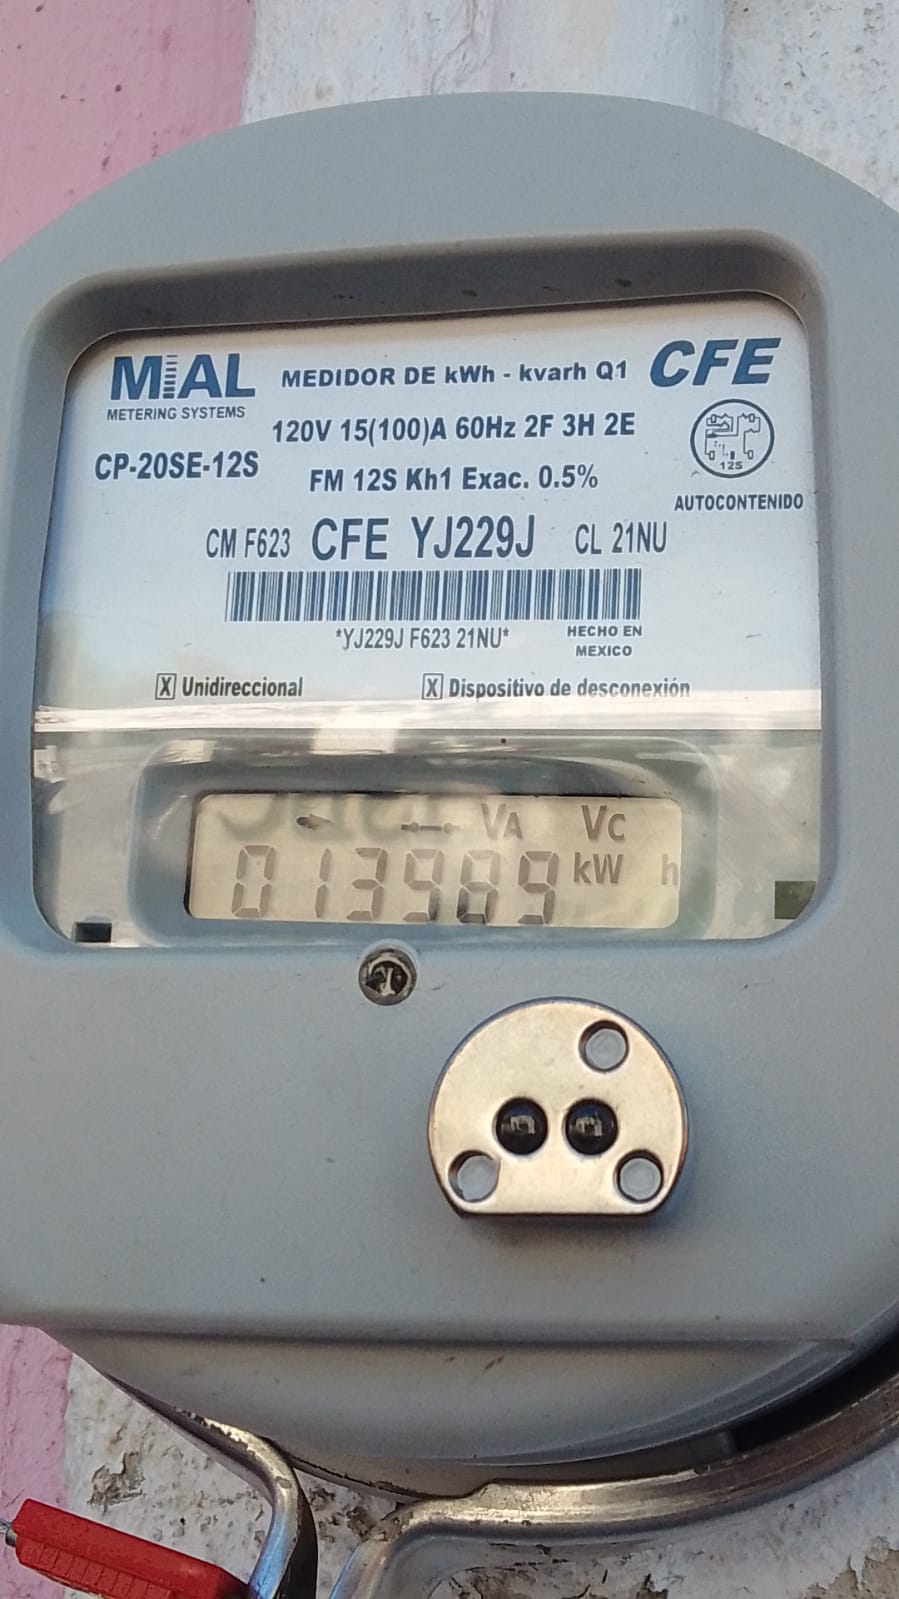 MIAL
METERING SYSTEMS
MEDIDOR DE kWh - kvarh Q1
CFE
120V 15(100)A 60Hz 2F 3H 2E
CP-20SE-12S
FM 12S Kh1 Exac. 0.5%
12S
AUTOCONTENIDO
CM F623 CFE YJ229J CL 21NU
*YJ229J F623 21NU*
HECHO EN
MEXICO
X Unidireccional
X Dispositivo de desconexión
VA VC
013989 kW h